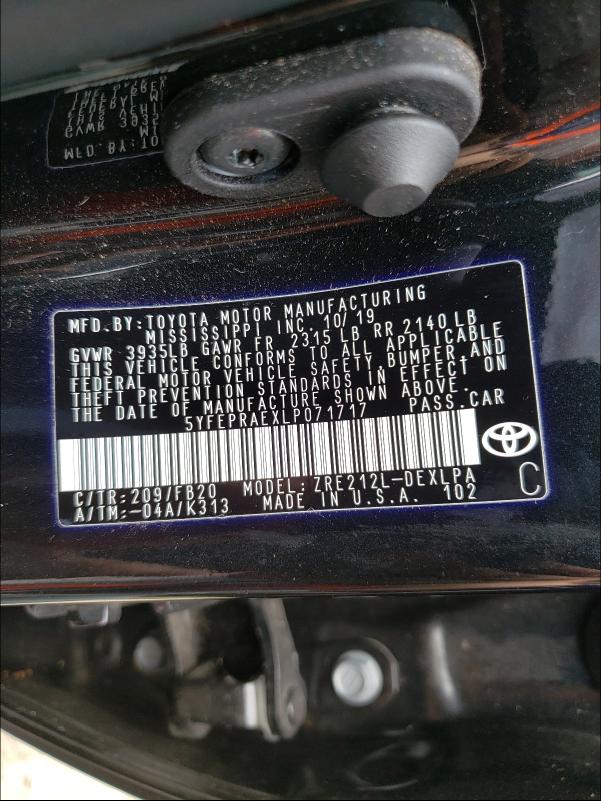 MFD.BY:TOYOTA MOTOR MANUFACTURING
MISSISSIPPI INC. 10/19
GVWR 3935LB GAWR FR 2315 LB RR 2140 LB
THIS VEHICLE CONFORMS TO ALL APPLICABLE
FEDERAL MOTOR VEHICLE SAFETY, BUMPER, AND
THEFT PREVENTION STANDARDS IN EFFECT ON
THE DATE OF MANUFACTURE SHOWN ABOVE.
5YFEPRAEXLP071717 PASS.CAR
C/TR:209/FB20 MODEL: ZRE212L-DEXLPA
A/TM:-04A/K313 MADE IN U.S.A. 102
C